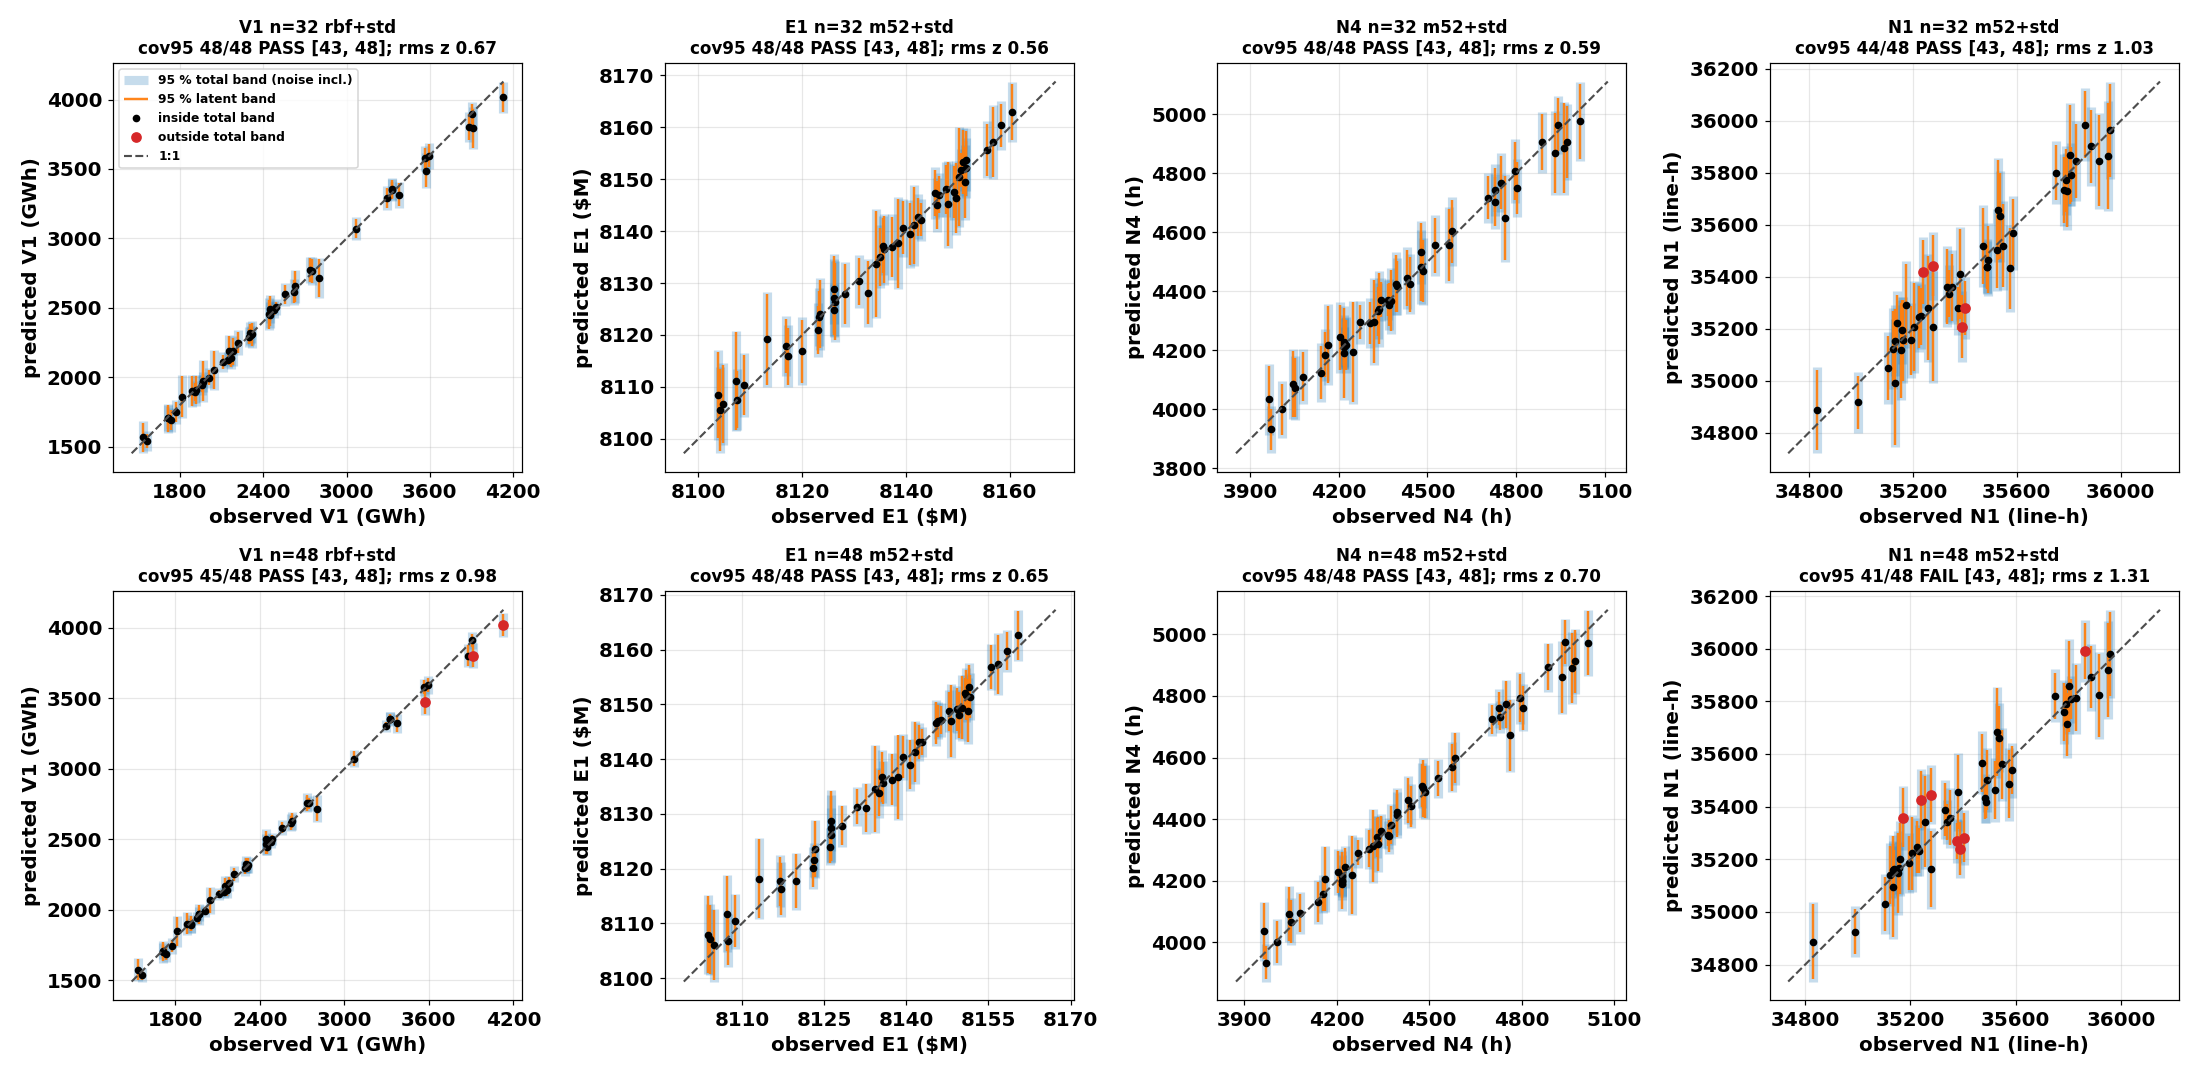 V1 n=32 rbf+std
cov95 48/48 PASS [43, 48]; rms z 0.67
95 % total band (noise incl.)
95 % latent band
inside total band
outside total band
1:1
4000
3500
3000
2500
2000
1500
1800 2400 3000 3600 4200
predicted V1 (GWh)
observed V1 (GWh)
E1 n=32 m52+std
cov95 48/48 PASS [43, 48]; rms z 0.56
8170
8160
8150
8140
8130
8120
8110
8100
8100 8120 8140 8160
predicted E1 ($M)
observed E1 ($M)
N4 n=32 m52+std
cov95 48/48 PASS [43, 48]; rms z 0.59
5000
4800
4600
4400
4200
4000
3800
3900 4200 4500 4800 5100
predicted N4 (h)
observed N4 (h)
N1 n=32 m52+std
cov95 44/48 PASS [43, 48]; rms z 1.03
36200
36000
35800
35600
35400
35200
35000
34800
34800 35200 35600 36000
predicted N1 (line-h)
observed N1 (line-h)
V1 n=48 rbf+std
cov95 45/48 PASS [43, 48]; rms z 0.98
4000
3500
3000
2500
2000
1500
1800 2400 3000 3600 4200
predicted V1 (GWh)
observed V1 (GWh)
E1 n=48 m52+std
cov95 48/48 PASS [43, 48]; rms z 0.65
8170
8160
8150
8140
8130
8120
8110
8100
8110 8125 8140 8155 8170
predicted E1 ($M)
observed E1 ($M)
N4 n=48 m52+std
cov95 48/48 PASS [43, 48]; rms z 0.70
5000
4800
4600
4400
4200
4000
3900 4200 4500 4800 5100
predicted N4 (h)
observed N4 (h)
N1 n=48 m52+std
cov95 41/48 FAIL [43, 48]; rms z 1.31
36200
36000
35800
35600
35400
35200
35000
34800
34800 35200 35600 36000
predicted N1 (line-h)
observed N1 (line-h)